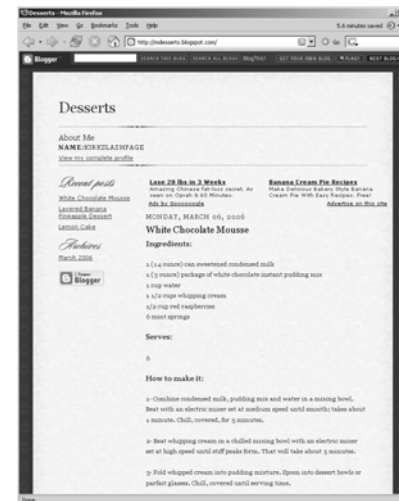 Desserts - Mozilla Firefox
File Edit View Go Bookmarks Tools Help
5.6 minutes saved
http://ndesserts.blogspot.com/
Blogger
SEARCH THIS BLOG SEARCH ALL BLOGS BlogThis! GET YOUR OWN BLOG FLAG? NEXT BLOG
Desserts
About Me
NAME:KIRKELASHPAGE
View my complete profile
Recent posts
White Chocolate Mousse
Layered Banana
Pineapple Dessert
Lemon Cake
Archives
March 2006
Blogger
Lose 28 lbs in 3 Weeks
Amazing Chinese fat-loss secret. As
seen on Oprah & 60 Minutes.
Ads by Goooooogle
Banana Cream Pie Recipes
Make Delicious Bakery Style Banana
Cream Pie With Easy Recipes. Free!
Advertise on this site
MONDAY, MARCH 06, 2006
White Chocolate Mousse
Ingredients:
1 (14 ounce) can sweetened condensed milk
1 (3 ounce) package of white chocolate instant pudding mix
1 cup water
1 1/2 cups whipping cream
1/2 cup red raspberries
6 mint springs
Serves:
6
How to make it:
1- Combine condensed milk, pudding mix and water in a mixing bowl.
Beat with an electric mixer set at medium speed until smooth; takes about
1 minute. Chill, covered, for 5 minutes.
2- Beat whipping cream in a chilled mixing bowl with an electric mixer
set at high speed until stiff peaks form. That will take about 5 minutes.
3- Fold whipped cream into pudding mixture. Spoon into dessert bowls or
parfait glasses. Chill, covered until serving time.
Done